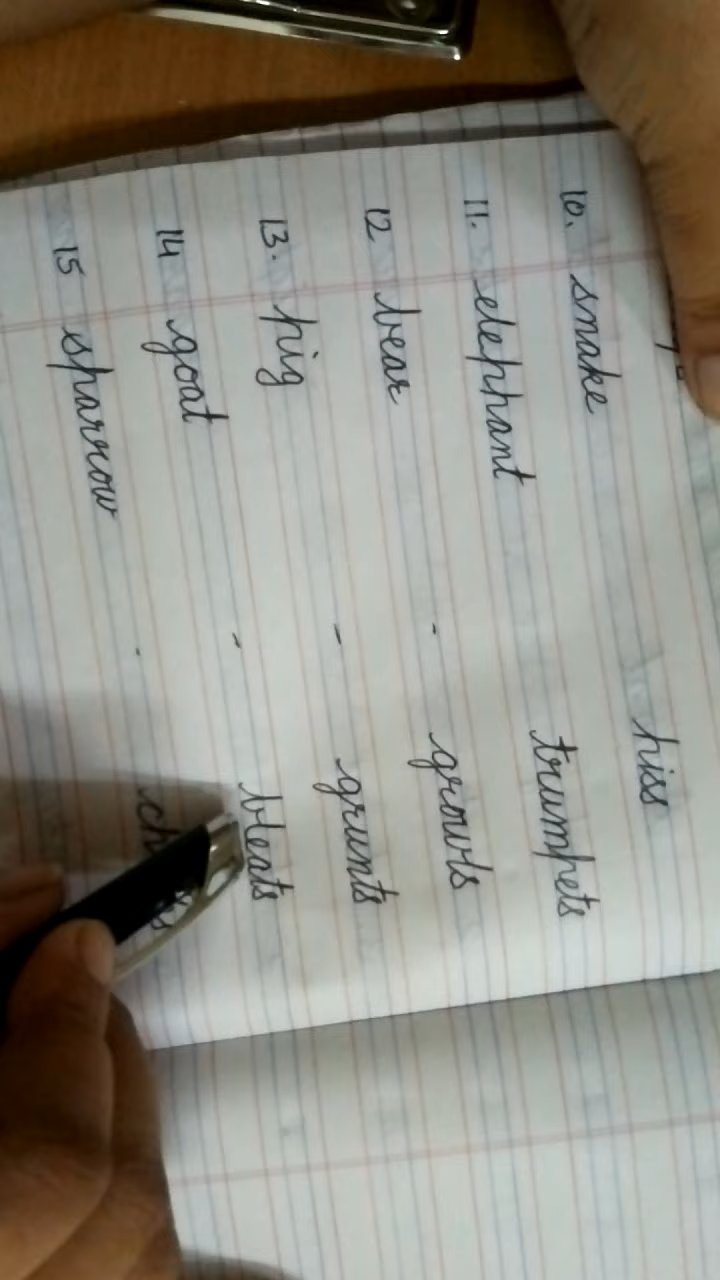 10. snake hiss
11. elephant trumpets
12 bear - growls
13. pig - grunts
14 goat - bleats
15 sparrow -